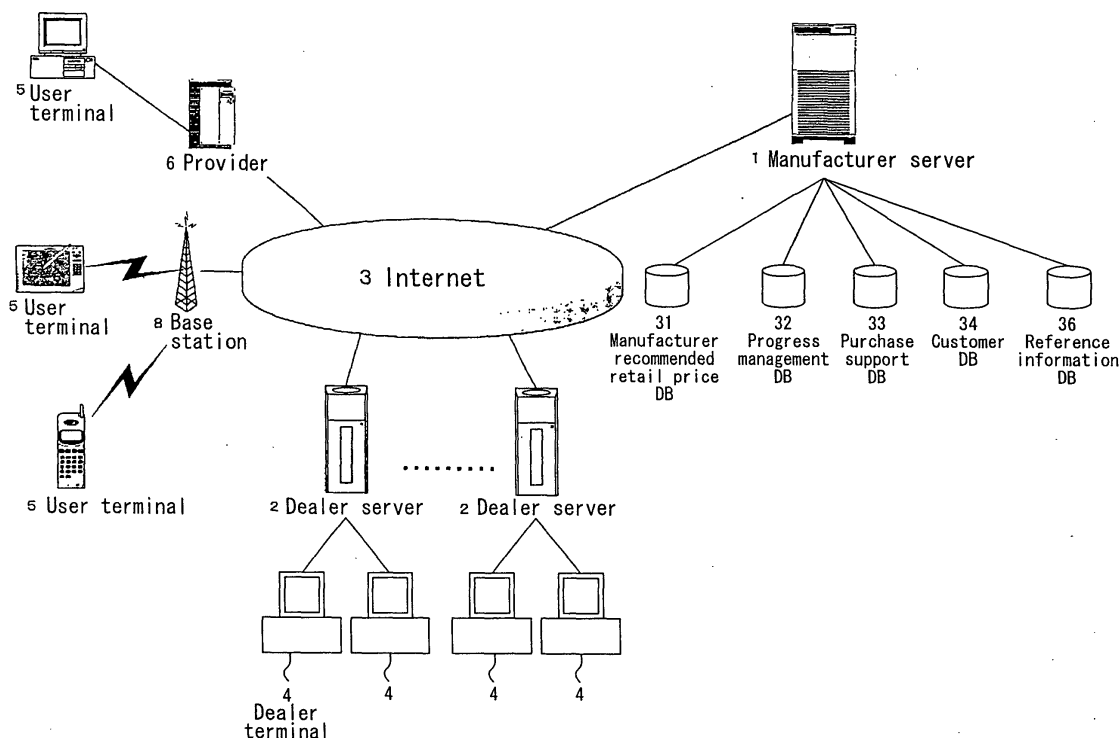 5 User
terminal
6 Provider
1 Manufacturer server
3 Internet
5 User
terminal
8 Base
station
31
Manufacturer
recommended
retail price
DB
32
Progress
management
DB
33
Purchase
support
DB
34
Customer
DB
36
Reference
information
DB
5 User terminal
2 Dealer server
2 Dealer server
4
Dealer
terminal
4
4
4